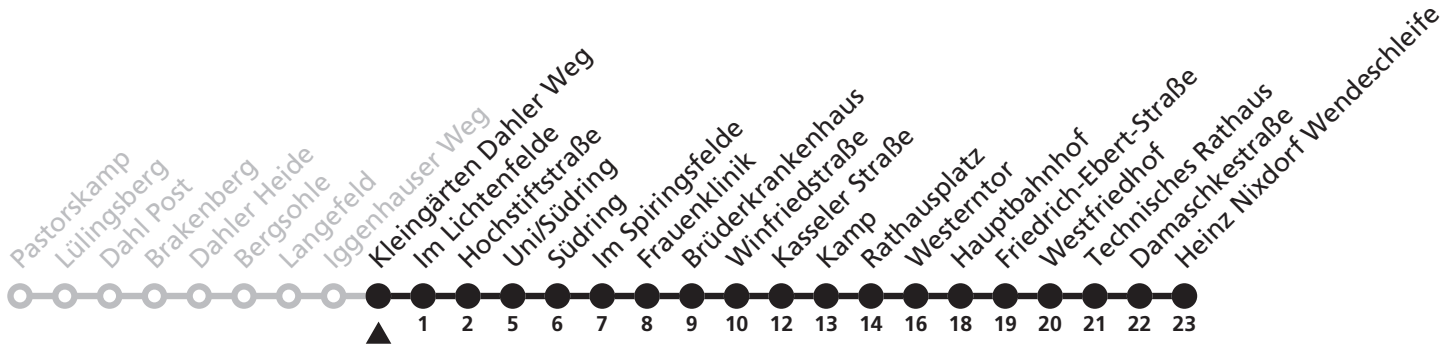 Pastorskamp
Lülingsberg
Dahl Post
Brakenberg
Dahler Heide
Bergsohle
Langefeld
Iggenhauser Weg
Kleingärten Dahler Weg
Im Lichtenfelde
Hochstiftstraße
Uni/Südring
Südring
Im Spiringsfelde
Frauenklinik
Brüderkrankenhaus
Winfriedstraße
Kasseler Straße
Kamp
Rathausplatz
Westerntor
Hauptbahnhof
Friedrich-Ebert-Straße
Westfriedhof
Technisches Rathaus
Damaschkestraße
Heinz Nixdorf Wendeschleife
1 2 5 6 7 8 9 10 12 13 14 16 18 19 20 21 22 23